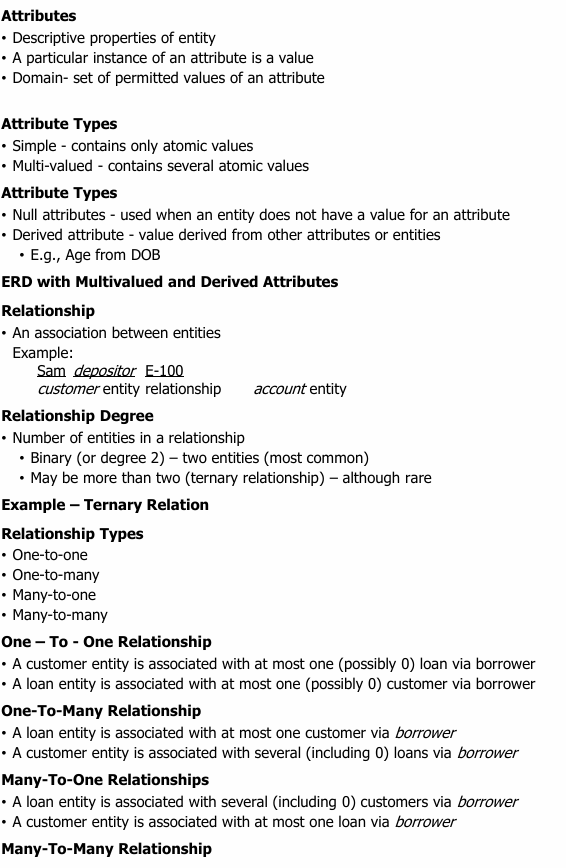 Attributes
• Descriptive properties of entity
• A particular instance of an attribute is a value
• Domain- set of permitted values of an attribute
Attribute Types
• Simple - contains only atomic values
• Multi-valued - contains several atomic values
Attribute Types
• Null attributes - used when an entity does not have a value for an attribute
• Derived attribute - value derived from other attributes or entities
• E.g., Age from DOB
ERD with Multivalued and Derived Attributes
Relationship
• An association between entities
Example:
Sam depositor E-100
customer entity relationship account entity
Relationship Degree
• Number of entities in a relationship
• Binary (or degree 2) – two entities (most common)
• May be more than two (ternary relationship) – although rare
Example – Ternary Relation
Relationship Types
• One-to-one
• One-to-many
• Many-to-one
• Many-to-many
One – To - One Relationship
• A customer entity is associated with at most one (possibly 0) loan via borrower
• A loan entity is associated with at most one (possibly 0) customer via borrower
One-To-Many Relationship
• A loan entity is associated with at most one customer via borrower
• A customer entity is associated with several (including 0) loans via borrower
Many-To-One Relationships
• A loan entity is associated with several (including 0) customers via borrower
• A customer entity is associated with at most one loan via borrower
Many-To-Many Relationship